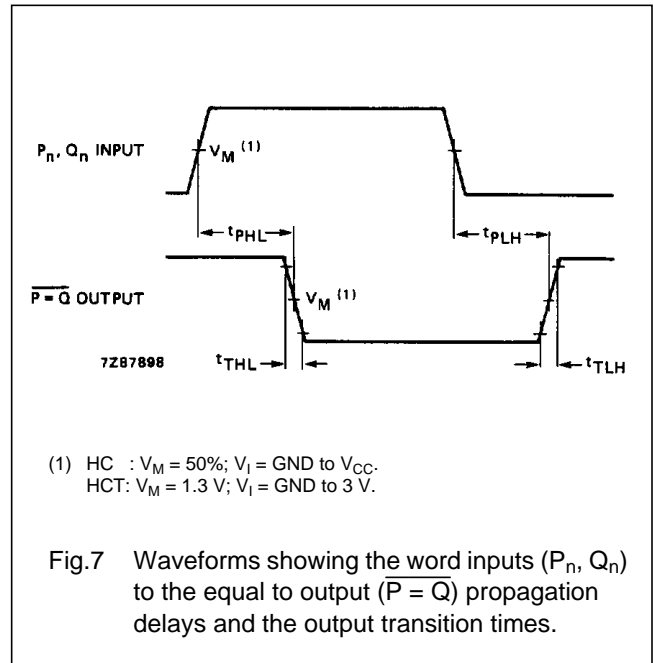 Pn, Qn INPUT
VM (1)
tPHL
tPLH
P = Q OUTPUT
VM (1)
7Z87898
tTHL
tTLH
(1) HC : VM = 50%; VI = GND to VCC.
HCT: VM = 1.3 V; VI = GND to 3 V.
Fig.7 Waveforms showing the word inputs (Pn, Qn)
to the equal to output (P = Q) propagation
delays and the output transition times.